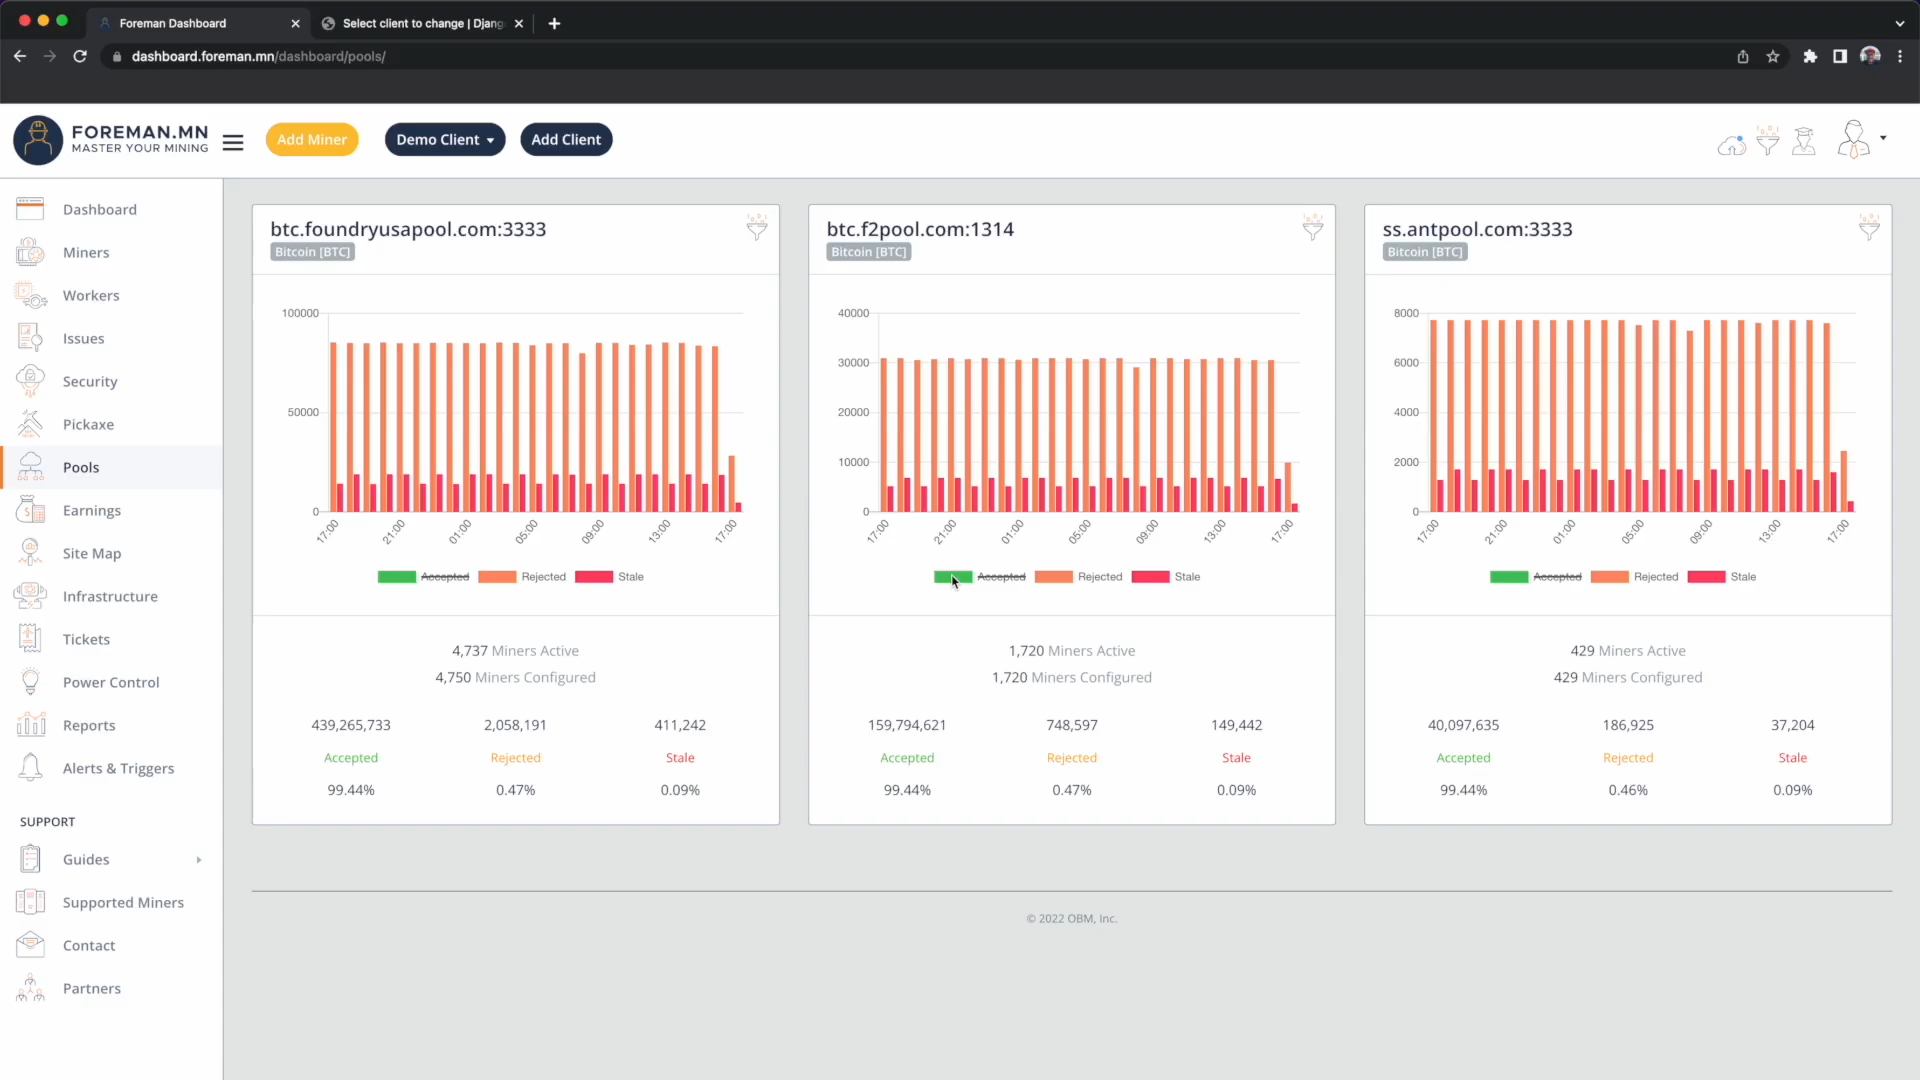 Foreman Dashboard
Select client to change | Djang
dashboard.foreman.mn/dashboard/pools/
FOREMAN.MN
MASTER YOUR MINING
Add Miner
Demo Client
Add Client
Dashboard
Miners
Workers
Issues
Security
Pickaxe
Pools
Earnings
Site Map
Infrastructure
Tickets
Power Control
Reports
Alerts & Triggers
SUPPORT
Guides
Supported Miners
Contact
Partners
btc.foundryusapool.com:3333
Bitcoin [BTC]
100000
50000
0
17:00 21:00 01:00 05:00 09:00 13:00 17:00
Accepted Rejected Stale
4,737 Miners Active
4,750 Miners Configured
439,265,733 2,058,191 411,242
Accepted Rejected Stale
99.44% 0.47% 0.09%
btc.f2pool.com:1314
Bitcoin [BTC]
40000
30000
20000
10000
0
17:00 21:00 01:00 05:00 09:00 13:00 17:00
Accepted Rejected Stale
1,720 Miners Active
1,720 Miners Configured
159,794,621 748,597 149,442
Accepted Rejected Stale
99.44% 0.47% 0.09%
ss.antpool.com:3333
Bitcoin [BTC]
8000
6000
4000
2000
0
17:00 21:00 01:00 05:00 09:00 13:00 17:00
Accepted Rejected Stale
429 Miners Active
429 Miners Configured
40,097,635 186,925 37,204
Accepted Rejected Stale
99.44% 0.46% 0.09%
© 2022 OBM, Inc.